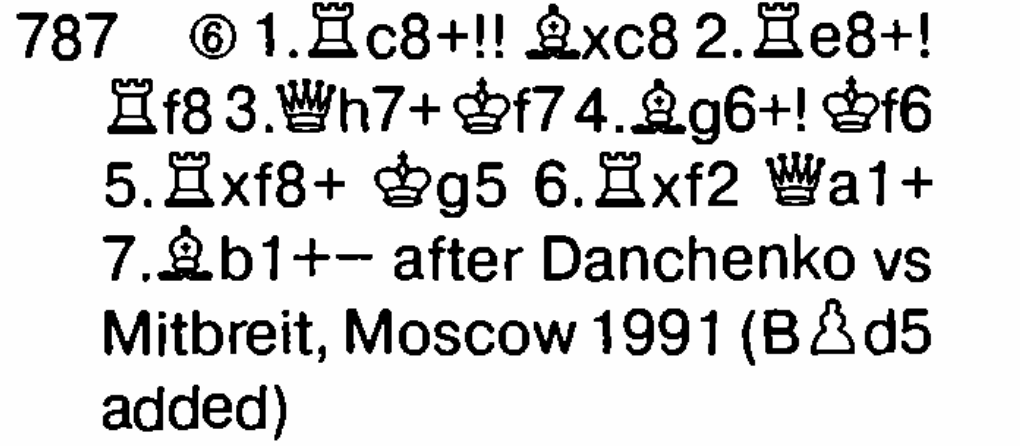 787 ⑥ 1.♖c8+!! ♗xc8 2.♖e8+!
♖f8 3.♕h7+ ♔f7 4.♗g6+! ♔f6
5.♖xf8+ ♔g5 6.♖xf2 ♕a1+
7.♗b1+− after Danchenko vs
Mitbreit, Moscow 1991 (B♙d5
added)